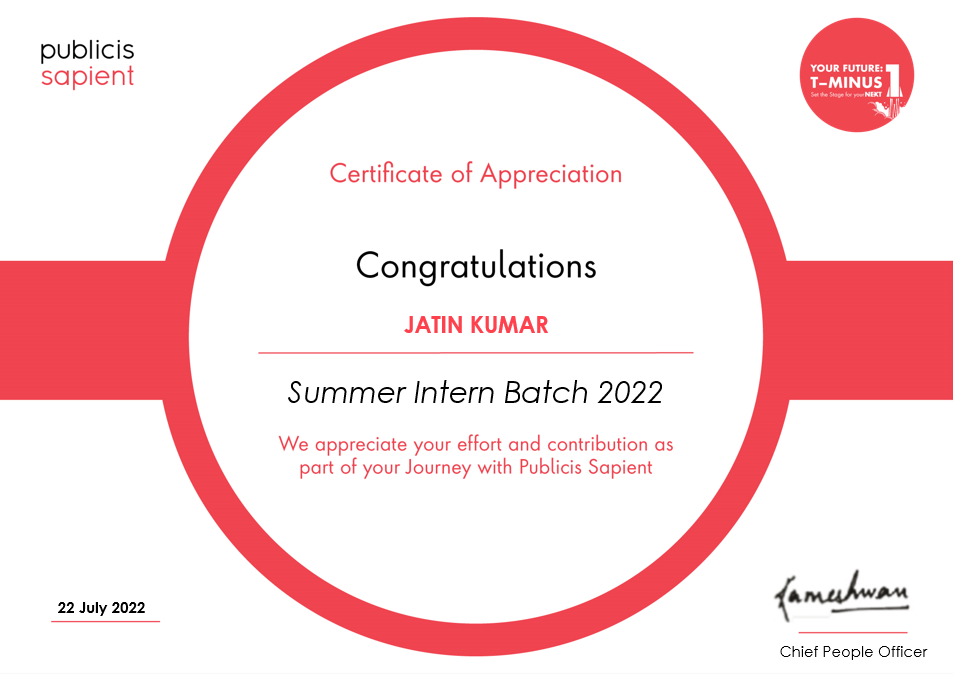 publicis
sapient
YOUR FUTURE:
T-MINUS 1
Set the Stage for your NEXT
Certificate of Appreciation
Congratulations
JATIN KUMAR
Summer Intern Batch 2022
We appreciate your effort and contribution as
part of your Journey with Publicis Sapient
22 July 2022
Chief People Officer